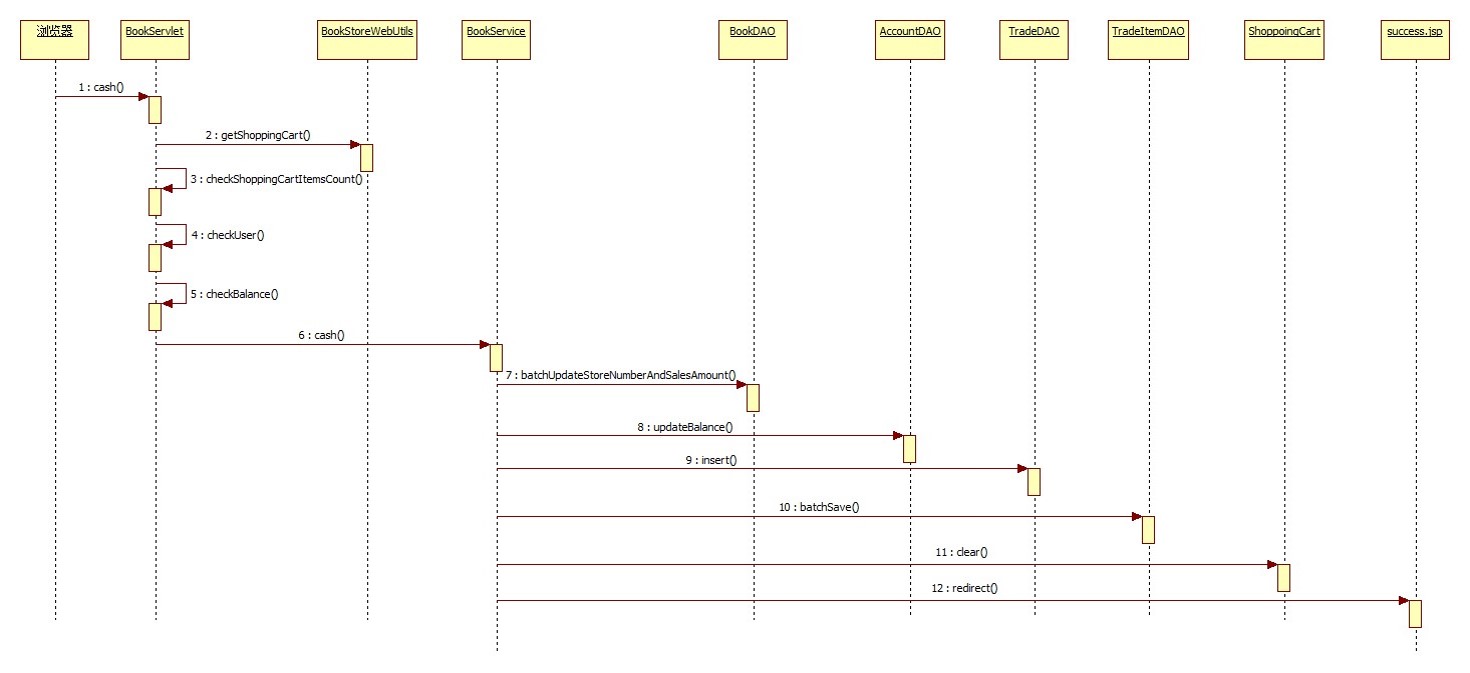 浏览器
BookServlet
BookStoreWebUtils
BookService
BookDAO
AccountDAO
TradeDAO
TradeItemDAO
ShoppoingCart
success.jsp
1 : cash()
2 : getShoppingCart()
3 : checkShoppingCartItemsCount()
4 : checkUser()
5 : checkBalance()
6 : cash()
7 : batchUpdateStoreNumberAndSalesAmount()
8 : updateBalance()
9 : insert()
10 : batchSave()
11 : clear()
12 : redirect()